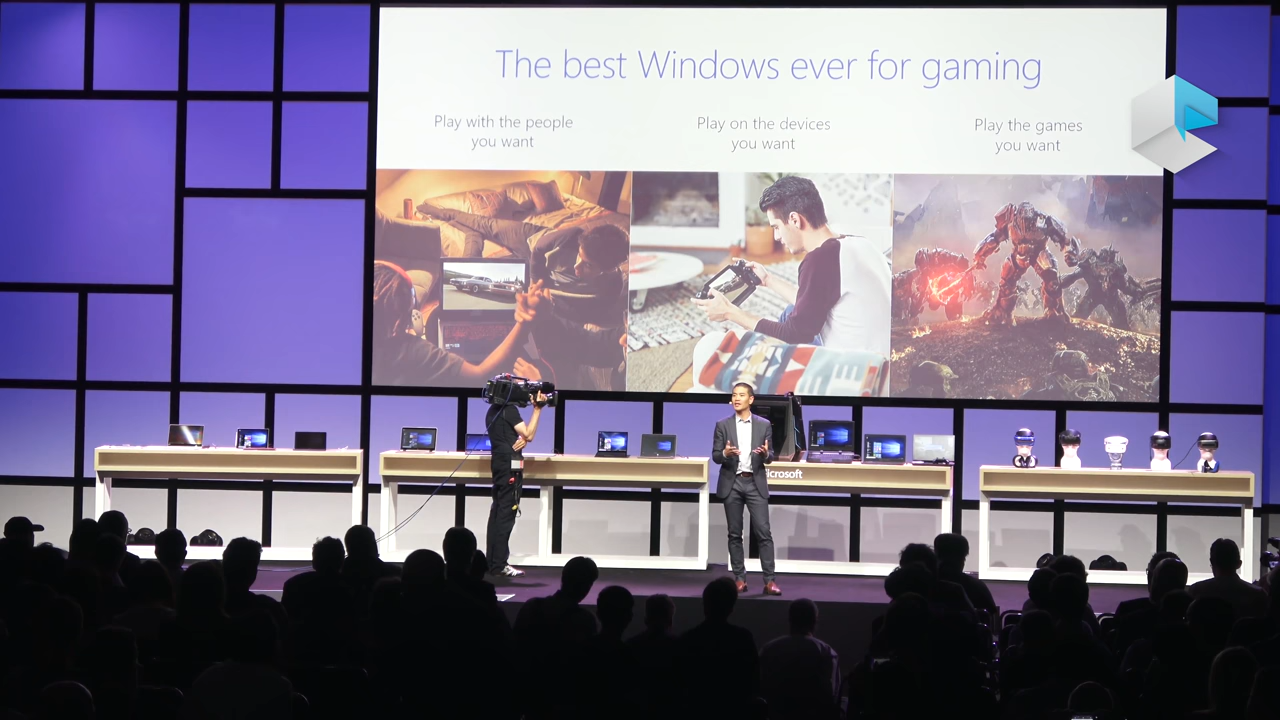 The best Windows ever for gaming
Play with the people
you want
Play on the devices
you want
Play the games
you want
icrosoft